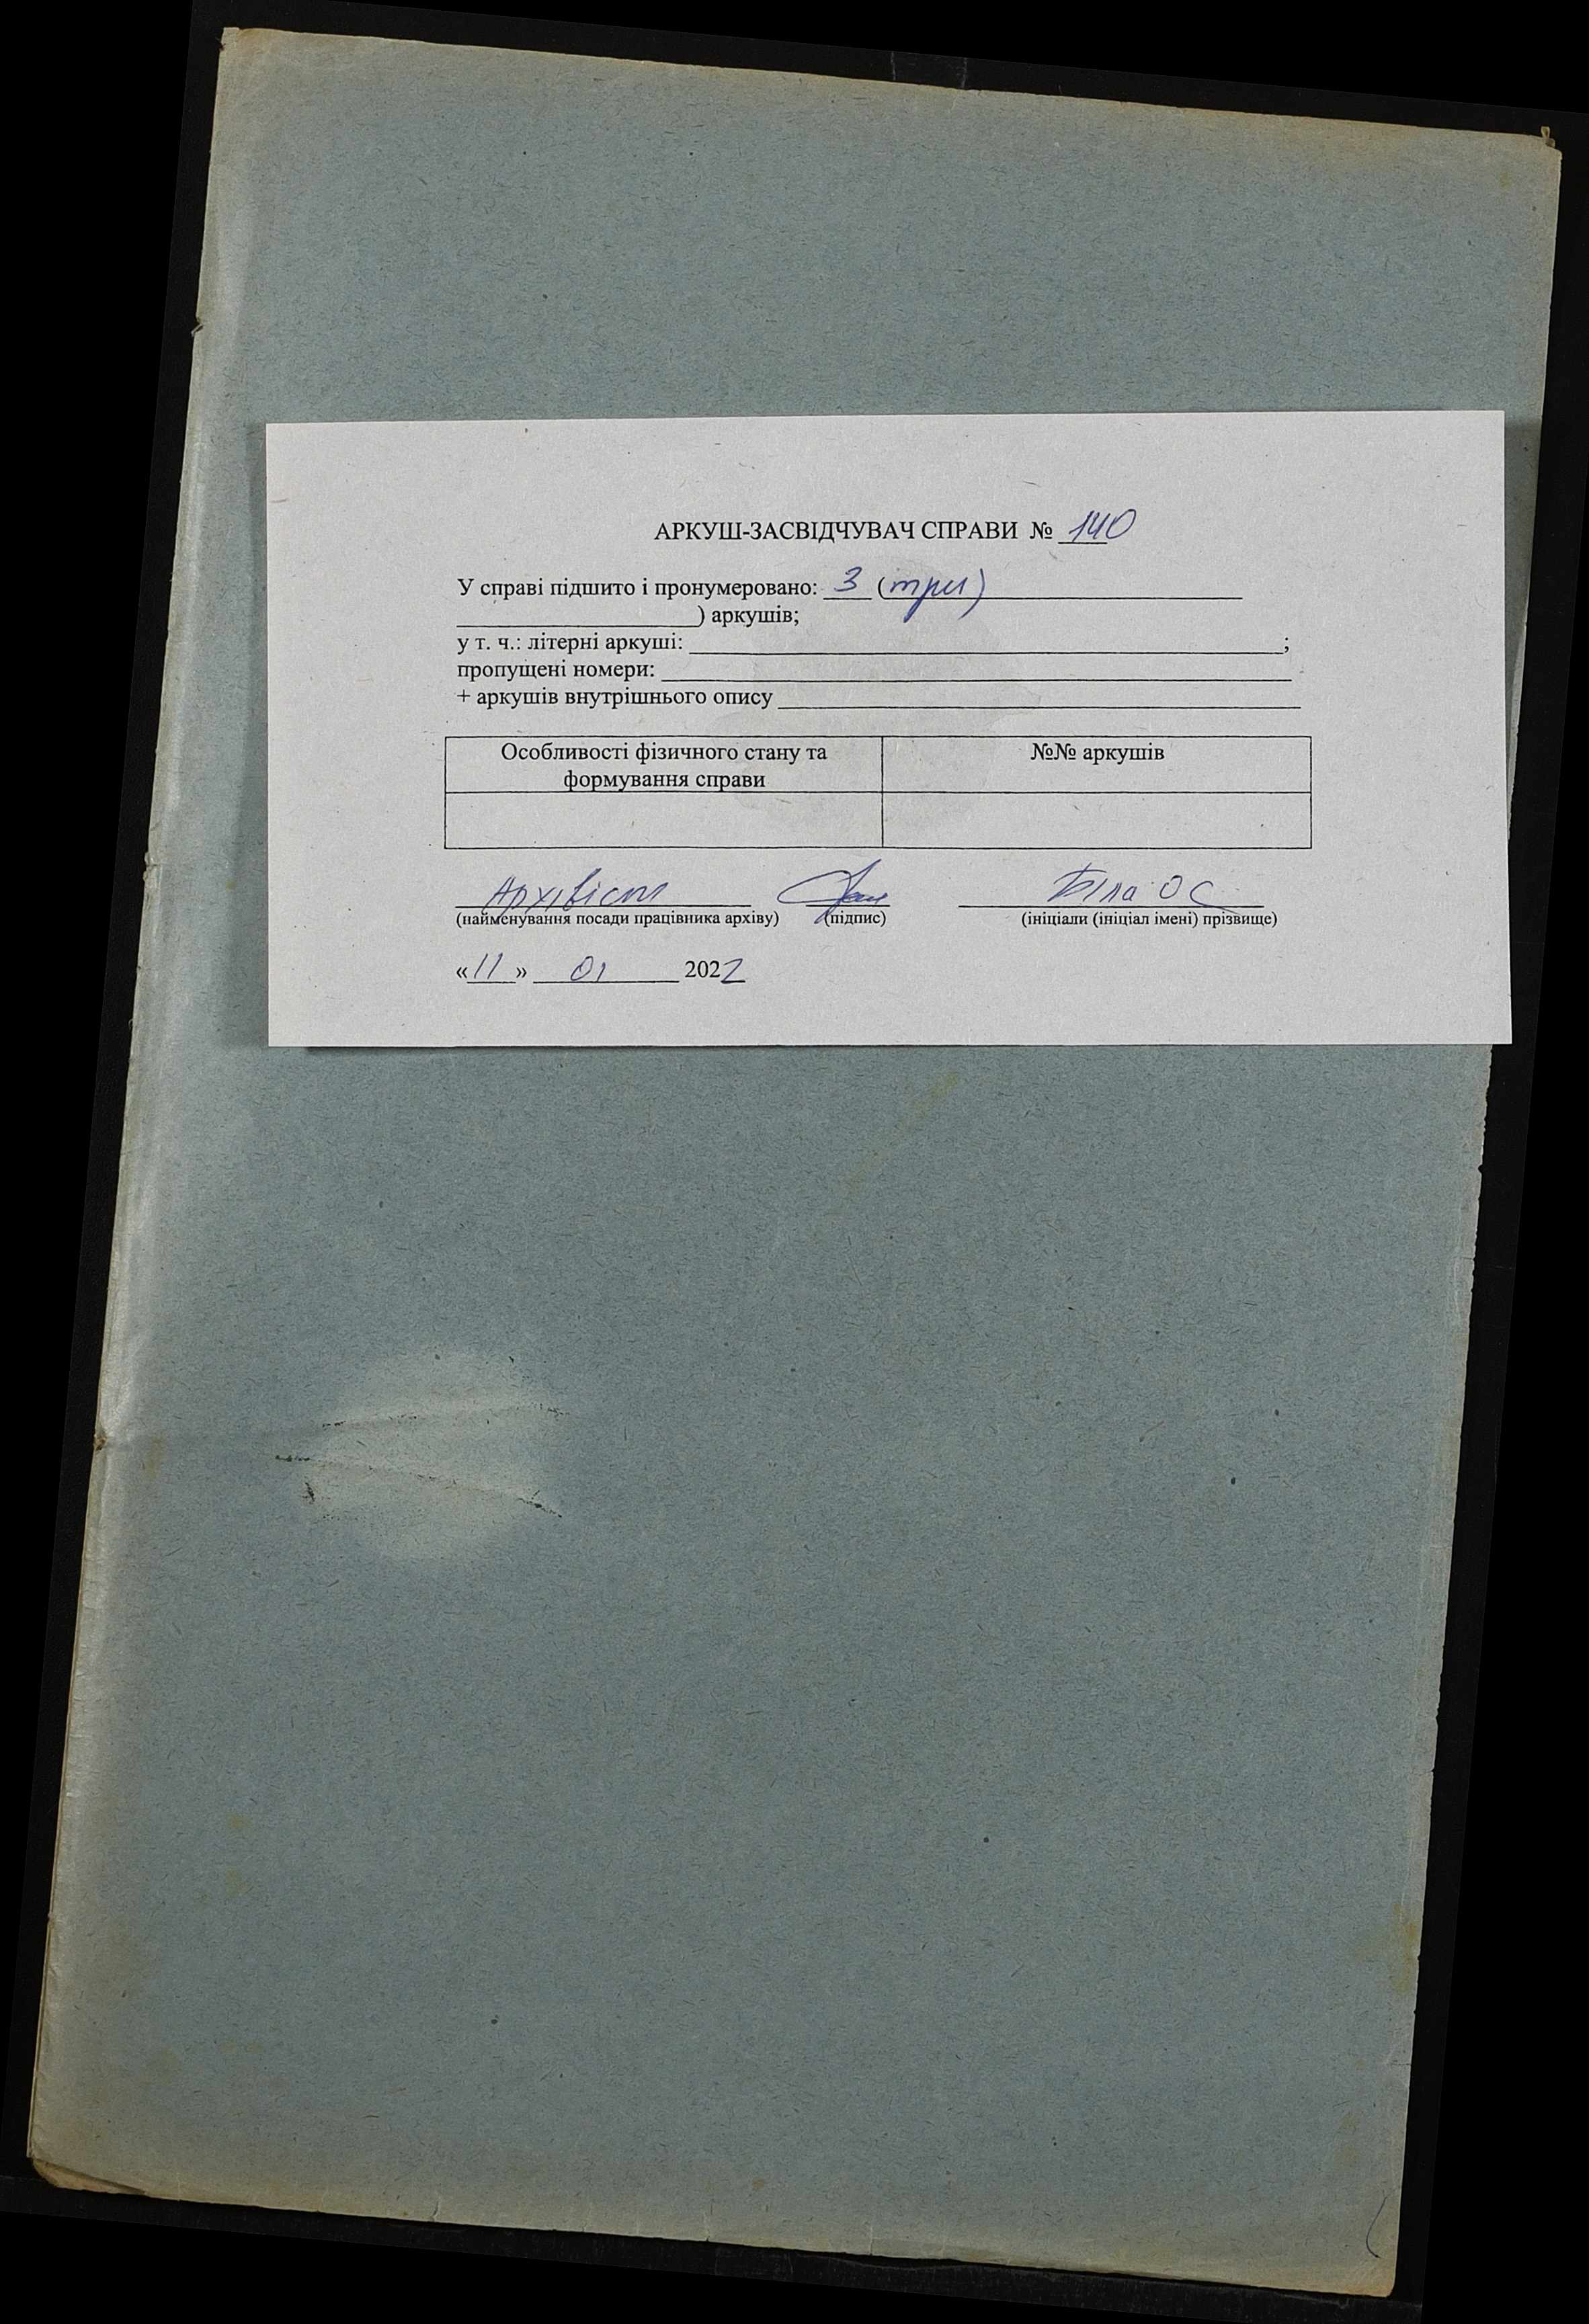 АРКУШ-ЗАСВІДЧУВАЧ СПРАВИ № 140
У справі підшито і пронумеровано: 3 (три)
) аркушів;
у т. ч.: літерні аркуші: ;
пропущені номери:
+ аркушів внутрішнього опису
Особливості фізичного стану та формування справи
№№ аркушів
Архівіст Біла О С
(найменування посади працівника архіву) (підпис) (ініціали (ініціал імені) прізвище)
«11» 01 2022